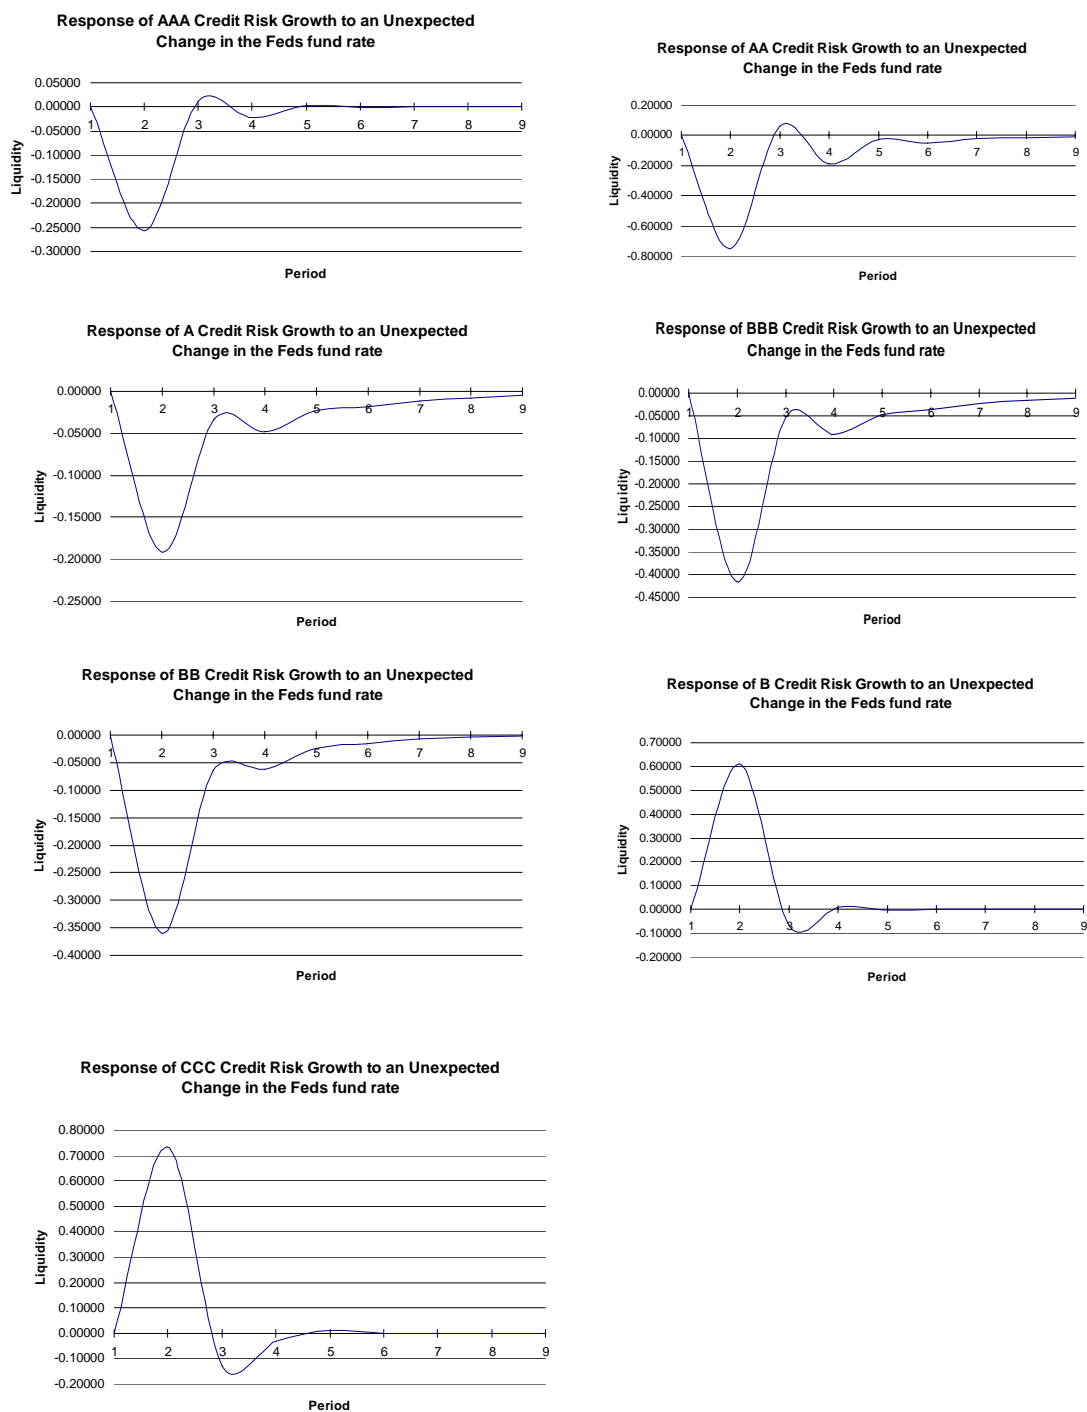 Response of AAA Credit Risk Growth to an Unexpected
Change in the Feds fund rate
0.05000
0.00000
-0.05000
-0.10000
-0.15000
-0.20000
-0.25000
-0.30000
1 2 3 4 5 6 7 8 9
Liquidity
Period
Response of AA Credit Risk Growth to an Unexpected
Change in the Feds fund rate
0.20000
0.00000
-0.20000
-0.40000
-0.60000
-0.80000
1 2 3 4 5 6 7 8 9
Liquidity
Period
Response of A Credit Risk Growth to an Unexpected
Change in the Feds fund rate
0.00000
-0.05000
-0.10000
-0.15000
-0.20000
-0.25000
1 2 3 4 5 6 7 8 9
Liquidity
Period
Response of BBB Credit Risk Growth to an Unexpected
Change in the Feds fund rate
0.00000
-0.05000
-0.10000
-0.15000
-0.20000
-0.25000
-0.30000
-0.35000
-0.40000
-0.45000
1 2 3 4 5 6 7 8 9
Liquidity
Period
Response of BB Credit Risk Growth to an Unexpected
Change in the Feds fund rate
0.00000
-0.05000
-0.10000
-0.15000
-0.20000
-0.25000
-0.30000
-0.35000
-0.40000
1 2 3 4 5 6 7 8 9
Liquidity
Period
Response of B Credit Risk Growth to an Unexpected
Change in the Feds fund rate
0.70000
0.60000
0.50000
0.40000
0.30000
0.20000
0.10000
0.00000
-0.10000
-0.20000
1 2 3 4 5 6 7 8 9
Liquidity
Period
Response of CCC Credit Risk Growth to an Unexpected
Change in the Feds fund rate
0.80000
0.70000
0.60000
0.50000
0.40000
0.30000
0.20000
0.10000
0.00000
-0.10000
-0.20000
1 2 3 4 5 6 7 8 9
Liquidity
Period